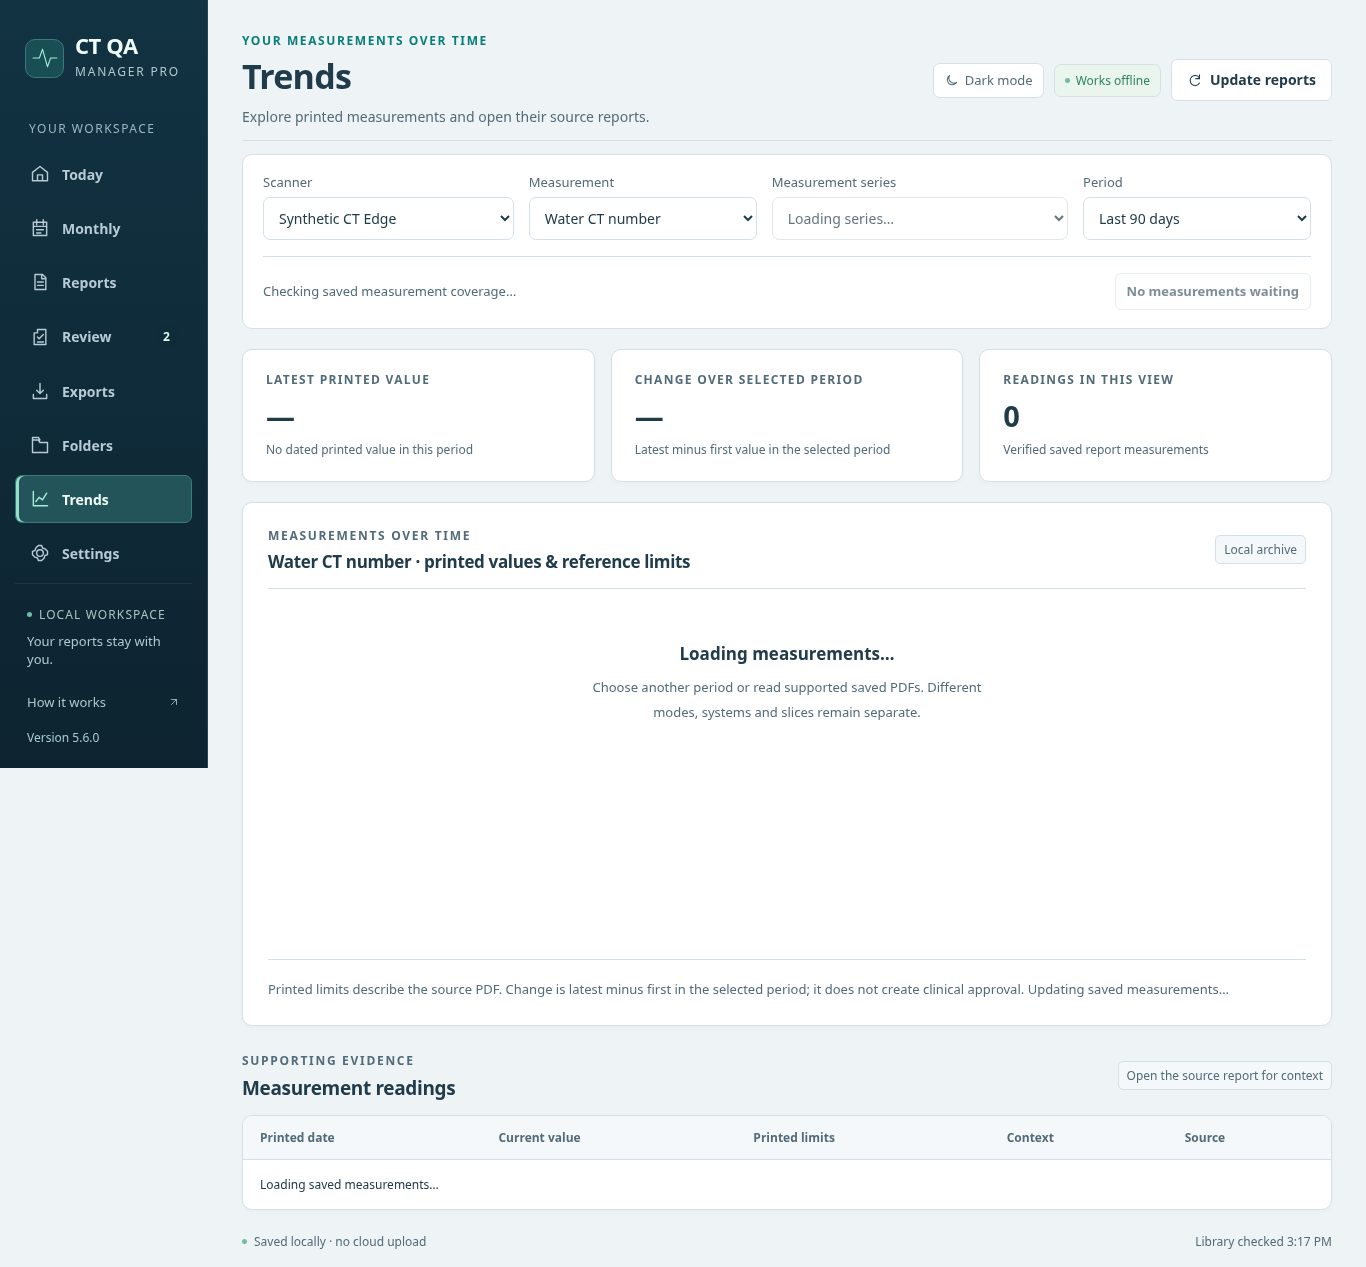 CT QA
MANAGER PRO
YOUR WORKSPACE
Today
Monthly
Reports
Review 2
Exports
Folders
Trends
Settings
LOCAL WORKSPACE
Your reports stay with
you.
How it works
Version 5.6.0
YOUR MEASUREMENTS OVER TIME
Trends
Explore printed measurements and open their source reports.
Dark mode
Works offline
Update reports
Scanner Measurement Measurement series Period
Synthetic CT Edge Water CT number Loading series... Last 90 days
Checking saved measurement coverage...
No measurements waiting
LATEST PRINTED VALUE
—
No dated printed value in this period
CHANGE OVER SELECTED PERIOD
—
Latest minus first value in the selected period
READINGS IN THIS VIEW
0
Verified saved report measurements
MEASUREMENTS OVER TIME
Water CT number · printed values & reference limits
Local archive
Loading measurements...
Choose another period or read supported saved PDFs. Different
modes, systems and slices remain separate.
Printed limits describe the source PDF. Change is latest minus first in the selected period; it does not create clinical approval. Updating saved measurements...
SUPPORTING EVIDENCE
Measurement readings
Open the source report for context
Printed date Current value Printed limits Context Source
Loading saved measurements...
Saved locally · no cloud upload
Library checked 3:17 PM